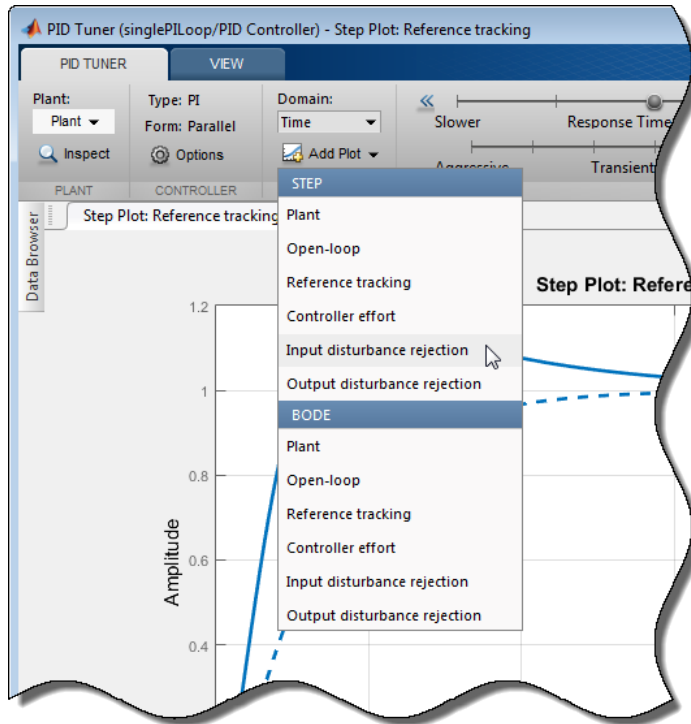 PID Tuner (singlePILoop/PID Controller) - Step Plot: Reference tracking
PID TUNER
VIEW
Plant:
Type: PI
Domain:
Plant
Form: Parallel
Time
Slower
Response Time
Inspect
Options
Add Plot
Aggressive
Transient
PLANT
CONTROLLER
STEP
Data Browser
Step Plot: Reference tracking
Plant
Open-loop
Reference tracking
Step Plot: Refere
Controller effort
Input disturbance rejection
Output disturbance rejection
BODE
Plant
Open-loop
Reference tracking
Controller effort
Input disturbance rejection
Output disturbance rejection
Amplitude
1.2
1
0.8
0.6
0.4